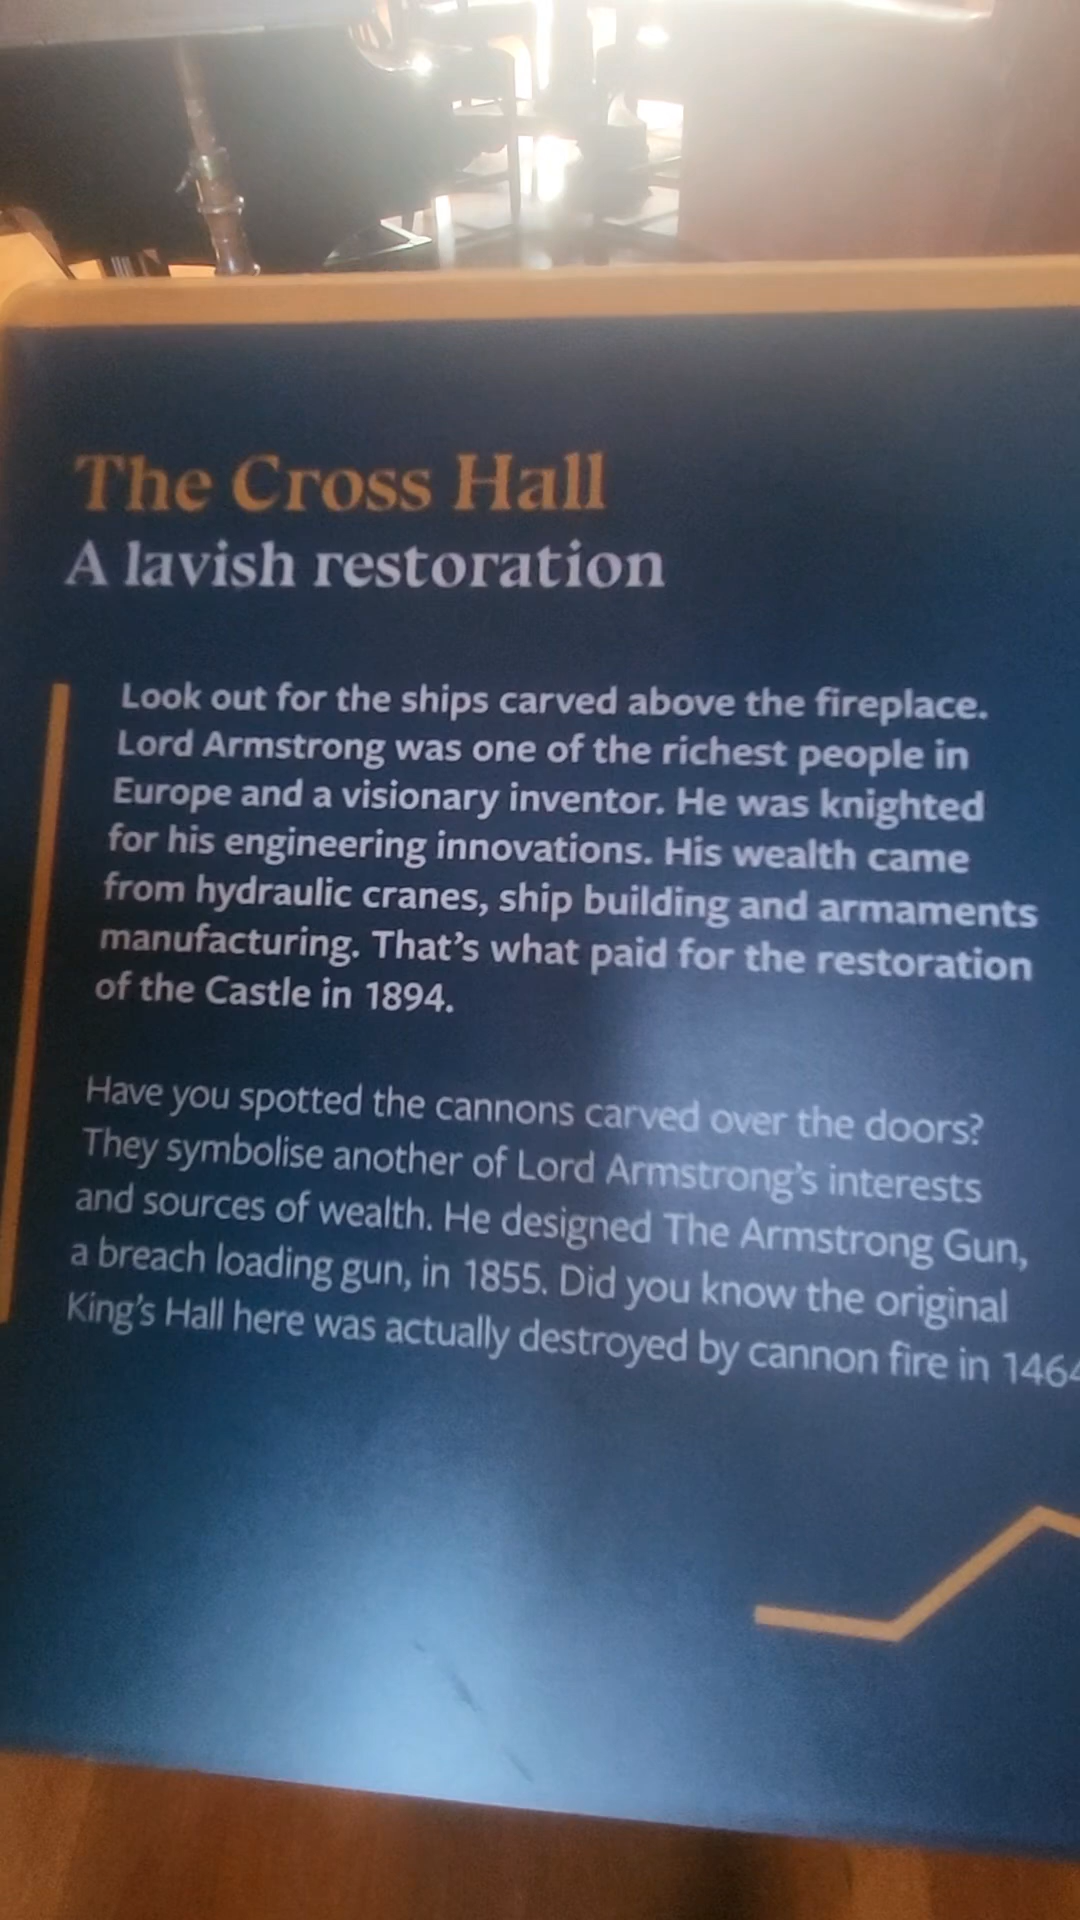 The Cross Hall
A lavish restoration
Look out for the ships carved above the fireplace.
Lord Armstrong was one of the richest people in
Europe and a visionary inventor. He was knighted
for his engineering innovations. His wealth came
from hydraulic cranes, ship building and armaments
manufacturing. That's what paid for the restoration
of the Castle in 1894.
Have you spotted the cannons carved over the doors?
They symbolise another of Lord Armstrong's interests
and sources of wealth. He designed The Armstrong Gun,
a breach loading gun, in 1855. Did you know the original
King's Hall here was actually destroyed by cannon fire in 1464